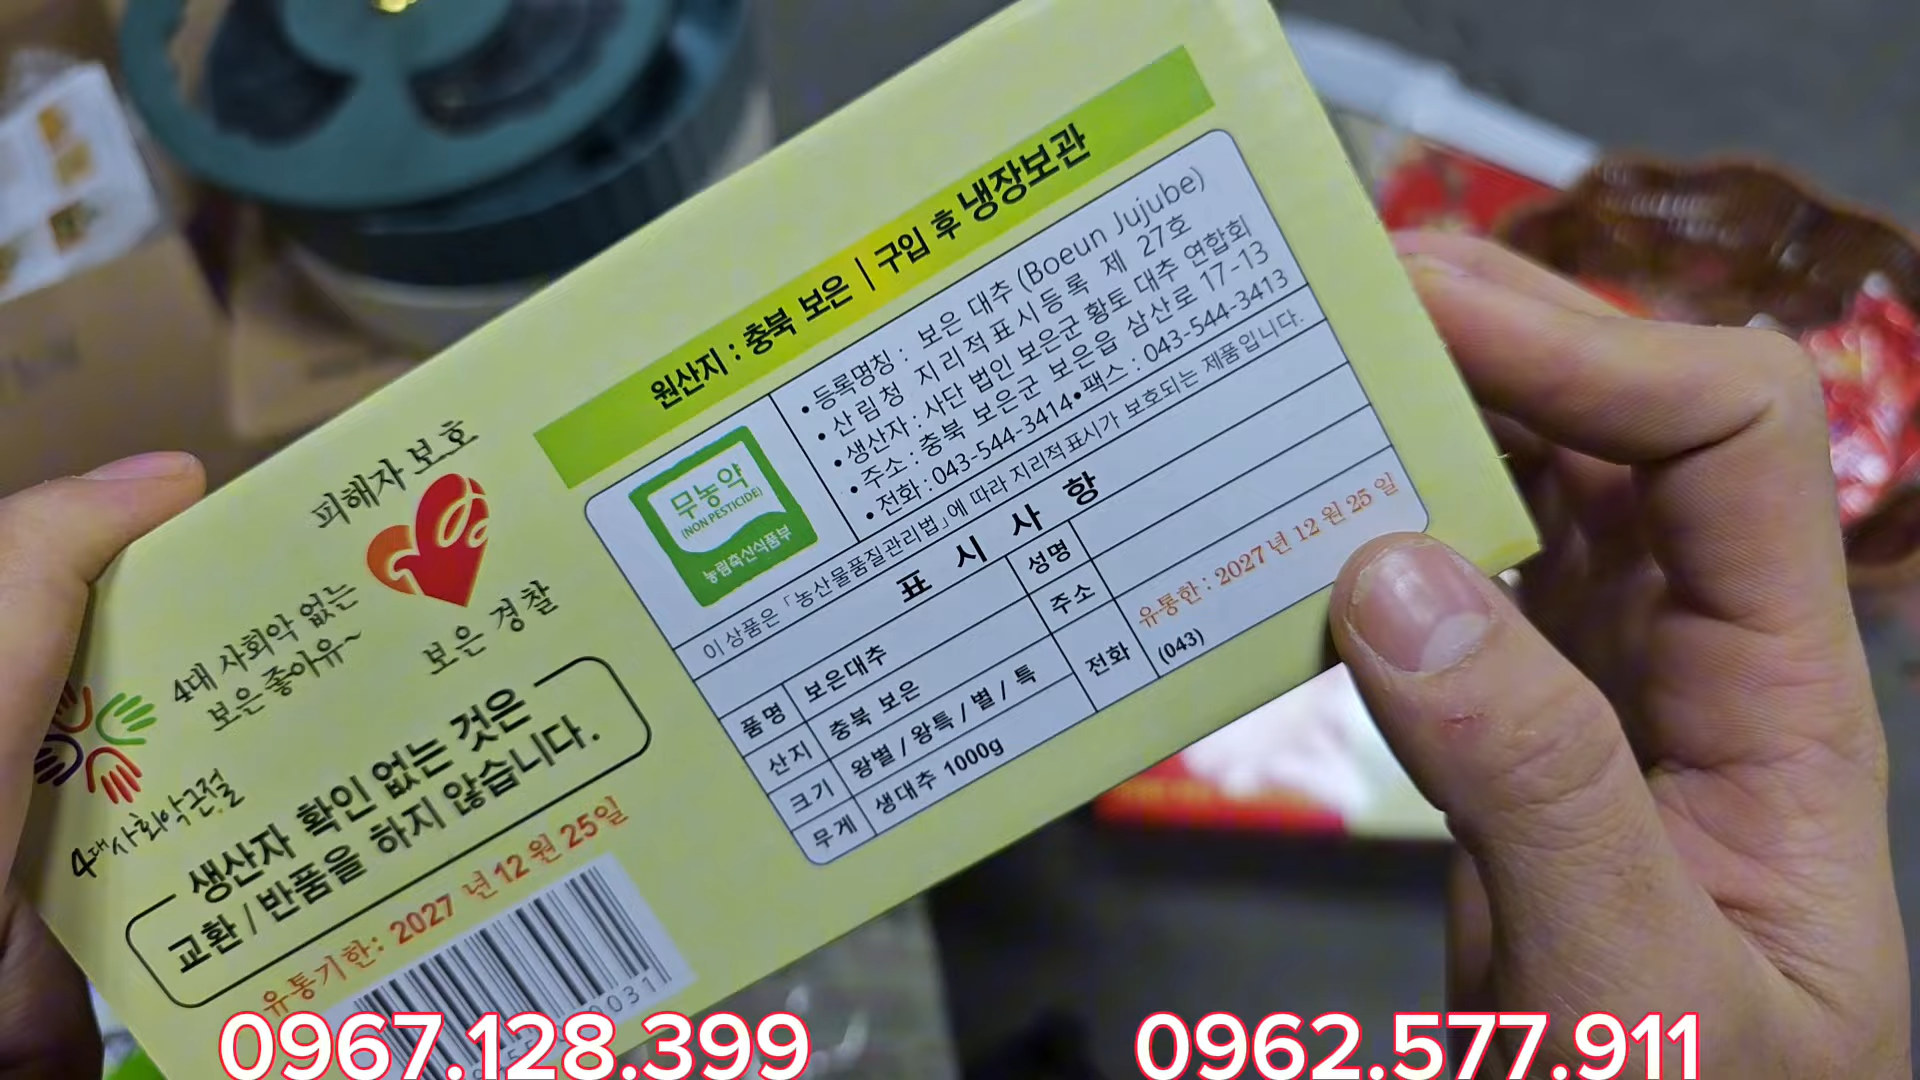 원산지 : 충북 보은 | 구입 후 냉장보관
무농약
(NON PESTICIDE)
농림축산식품부
• 등록명칭 : 보은 대추 (Boeun Jujube)
• 산림청 지리적표시등록 제 27호
• 생산자 : 사단 법인 보은군 황토 대추 연합회
• 주소 : 충북 보은군 보은읍 삼산로 17-13
• 전화 : 043-544-3414 • 팩스 : 043-544-3413
이 상품은 「농산물품질관리법」에 따라 지리적표시가 보호되는 제품입니다.
표 시 사 항
품명 보은대추
산지 충북 보은
크기 왕별 / 왕특 / 별 / 특
무게 생대추 1000g
성명
주소
유통한 : 2027년 12월 25일
전화 (043)
피해자 보호
4대 사회악 없는
보은 좋아유~
보은 경찰
4대사회악근절
생산자 확인 없는 것은
교환 / 반품을 하지 않습니다.
유통기한: 2027 년 12 월 25일
0967.128.399
0962.577.911